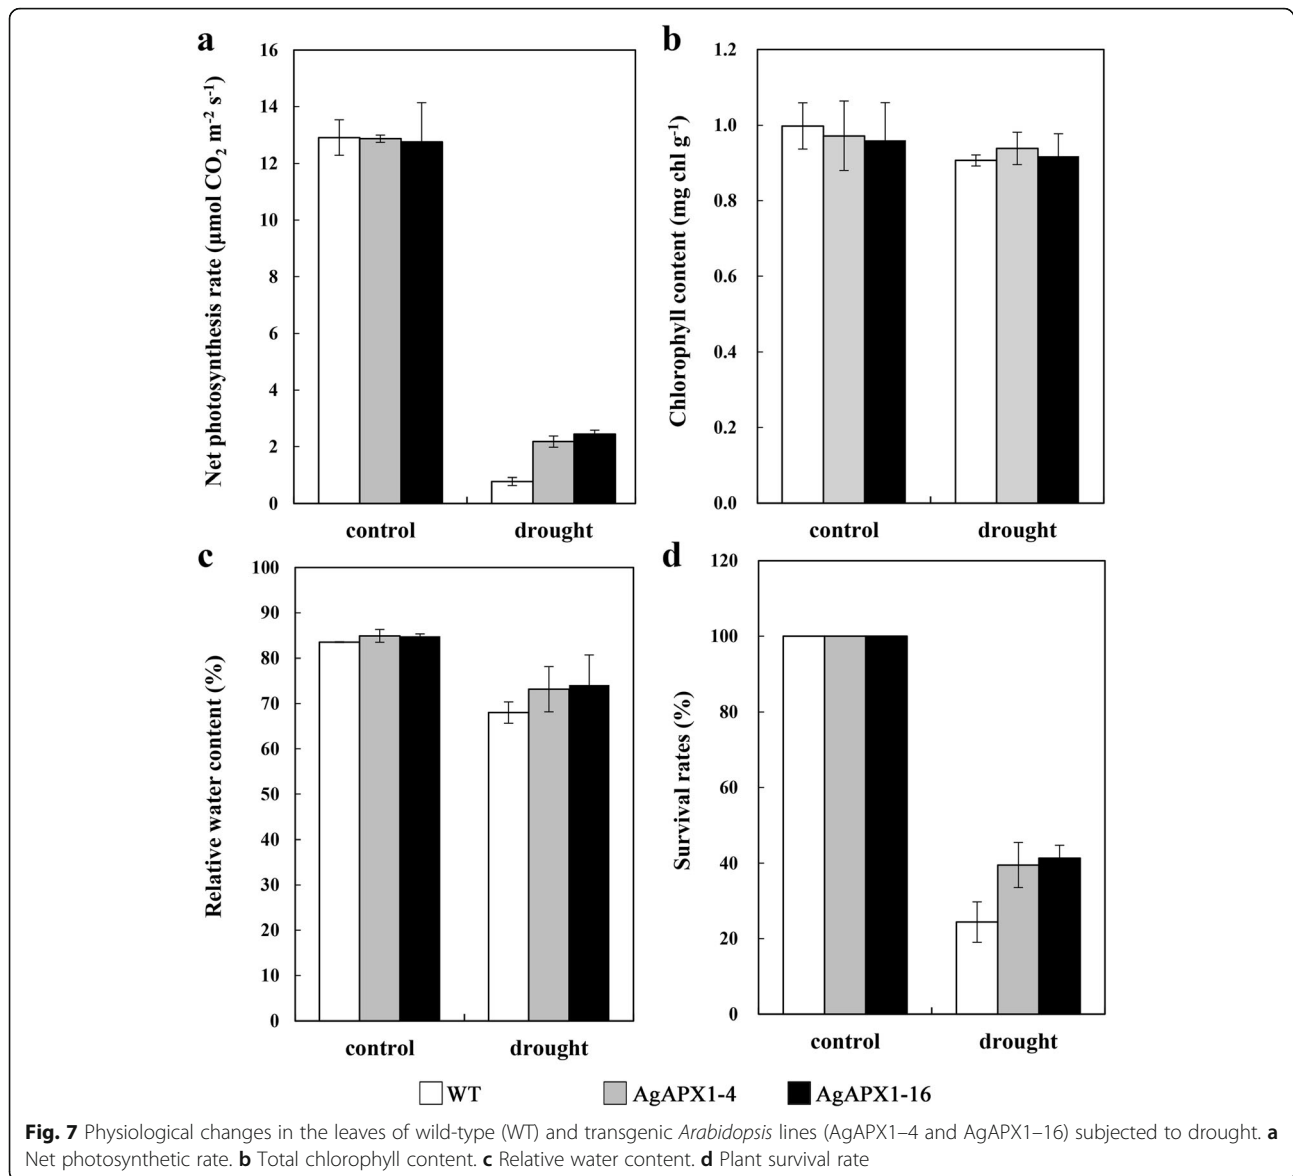 a
Net photosynthesis rate (µmol CO₂ m⁻² s⁻¹)
16
14
12
10
8
6
4
2
0
control
drought
b
Chlorophyll content (mg chl g⁻¹)
1.2
1.0
0.8
0.6
0.4
0.2
0.0
control
drought
c
Relative water content (%)
100
90
80
70
60
50
40
30
20
10
0
control
drought
d
Survival rates (%)
120
100
80
60
40
20
0
control
drought
WT AgAPX1-4 AgAPX1-16
Fig. 7 Physiological changes in the leaves of wild-type (WT) and transgenic Arabidopsis lines (AgAPX1–4 and AgAPX1–16) subjected to drought. a
Net photosynthetic rate. b Total chlorophyll content. c Relative water content. d Plant survival rate